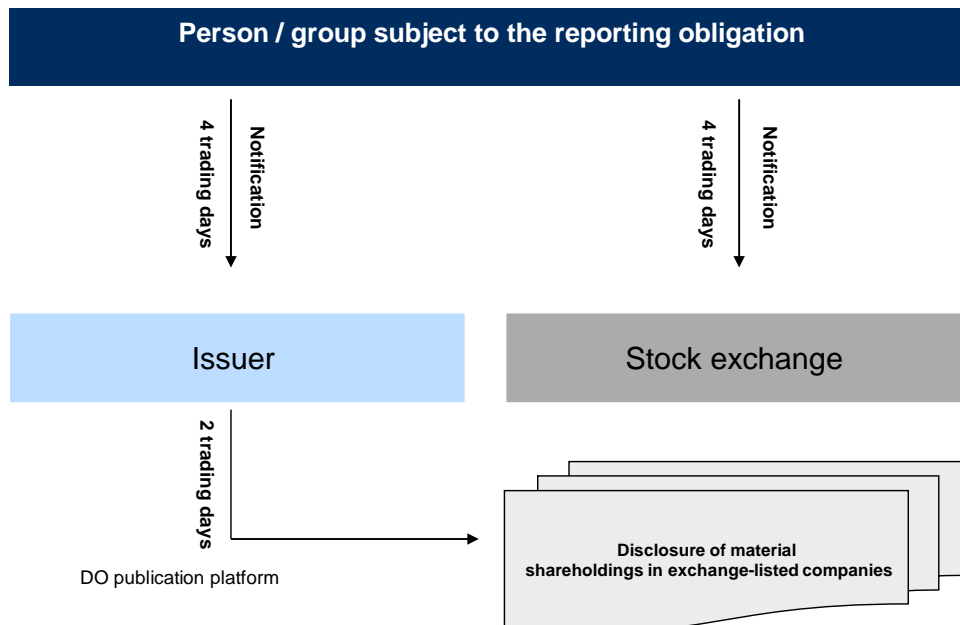 Person / group subject to the reporting obligation
4 trading days
Notification
4 trading days
Notification
Issuer
Stock exchange
2 trading days
DO publication platform
Disclosure of material
shareholdings in exchange-listed companies